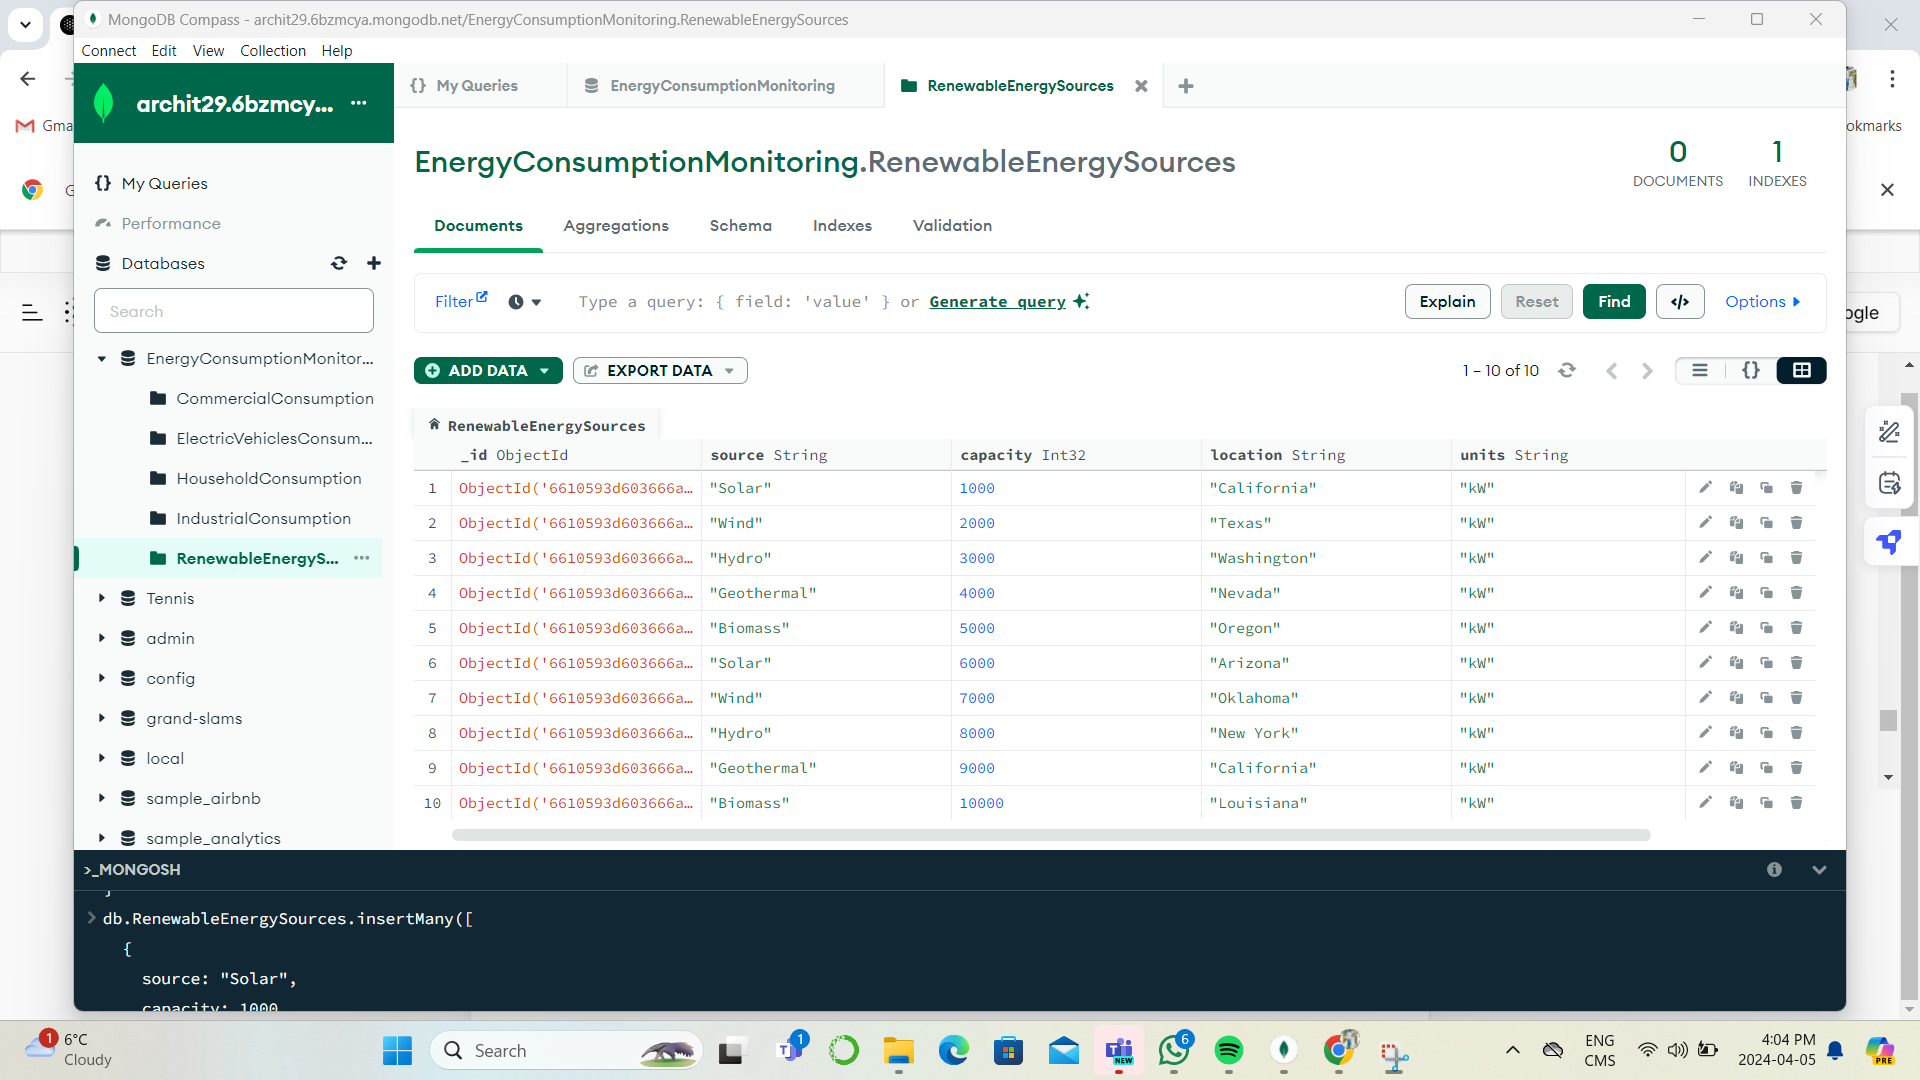 MongoDB Compass - archit29.6bzmcya.mongodb.net/EnergyConsumptionMonitoring.RenewableEnergySources
Connect Edit View Collection Help
archit29.6bzmcy...
My Queries
Performance
Databases
Search
EnergyConsumptionMonitor...
CommercialConsumption
ElectricVehiclesConsum...
HouseholdConsumption
IndustrialConsumption
RenewableEnergyS...
Tennis
admin
config
grand-slams
local
sample_airbnb
sample_analytics
{} My Queries EnergyConsumptionMonitoring RenewableEnergySources
EnergyConsumptionMonitoring.RenewableEnergySources
0 DOCUMENTS
1 INDEXES
Documents Aggregations Schema Indexes Validation
Filter Type a query: { field: 'value' } or Generate query Explain Reset Find </> Options
ADD DATA EXPORT DATA 1 – 10 of 10 {}
RenewableEnergySources
_id ObjectId source String capacity Int32 location String units String
1 ObjectId('6610593d603666a… "Solar" 1000 "California" "kW"
2 ObjectId('6610593d603666a… "Wind" 2000 "Texas" "kW"
3 ObjectId('6610593d603666a… "Hydro" 3000 "Washington" "kW"
4 ObjectId('6610593d603666a… "Geothermal" 4000 "Nevada" "kW"
5 ObjectId('6610593d603666a… "Biomass" 5000 "Oregon" "kW"
6 ObjectId('6610593d603666a… "Solar" 6000 "Arizona" "kW"
7 ObjectId('6610593d603666a… "Wind" 7000 "Oklahoma" "kW"
8 ObjectId('6610593d603666a… "Hydro" 8000 "New York" "kW"
9 ObjectId('6610593d603666a… "Geothermal" 9000 "California" "kW"
10 ObjectId('6610593d603666a… "Biomass" 10000 "Louisiana" "kW"
>_MONGOSH
> db.RenewableEnergySources.insertMany([
{
source: "Solar",
capacity: 1000
Gma
okmarks
G
ogle
1 6°C
Cloudy
Search
1
NEW
6
ENG
CMS
4:04 PM
2024-04-05
PRE